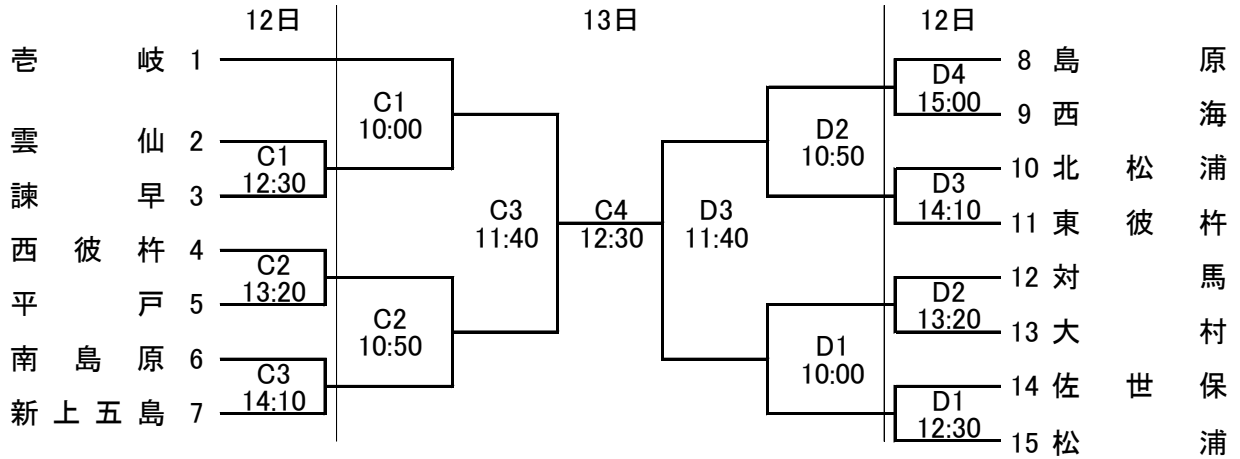 12日 13日 12日
壱岐 1
雲仙 2
諫早 3
西彼杵 4
平戸 5
南島原 6
新上五島 7
C1
12:30
C2
13:20
C3
14:10
C1
10:00
C2
10:50
C3
11:40
C4
12:30
D3
11:40
D2
10:50
D1
10:00
D4
15:00
D3
14:10
D2
13:20
D1
12:30
8 島原
9 西海
10 北松浦
11 東彼杵
12 対馬
13 大村
14 佐世保
15 松浦